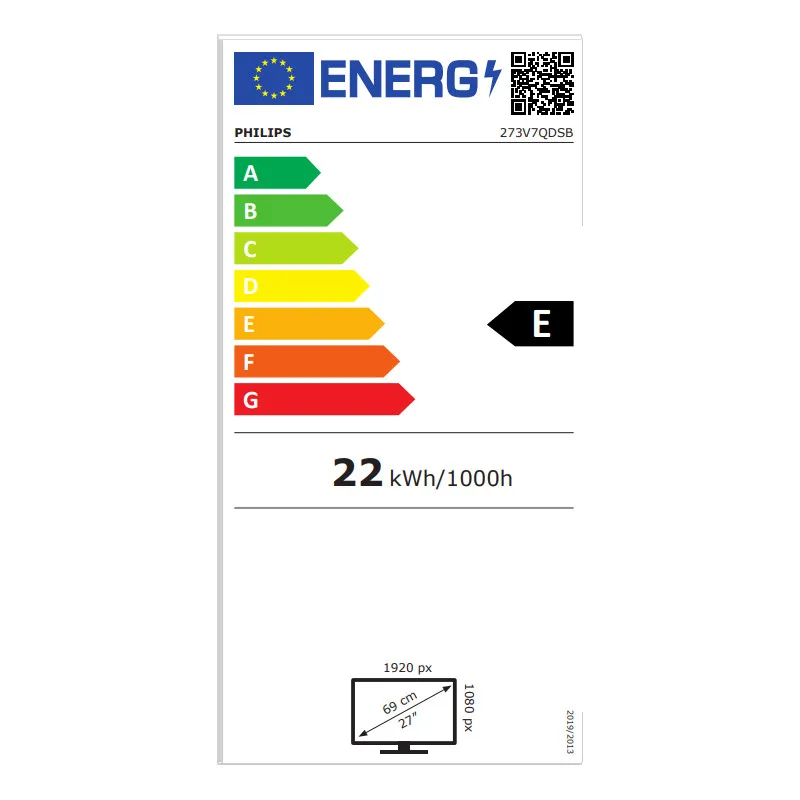 ENERG
PHILIPS 273V7QDSB
A
B
C
D
E
E
F
G
22 kWh/1000h
1920 px
1080 px
69 cm
27"
2019/2013